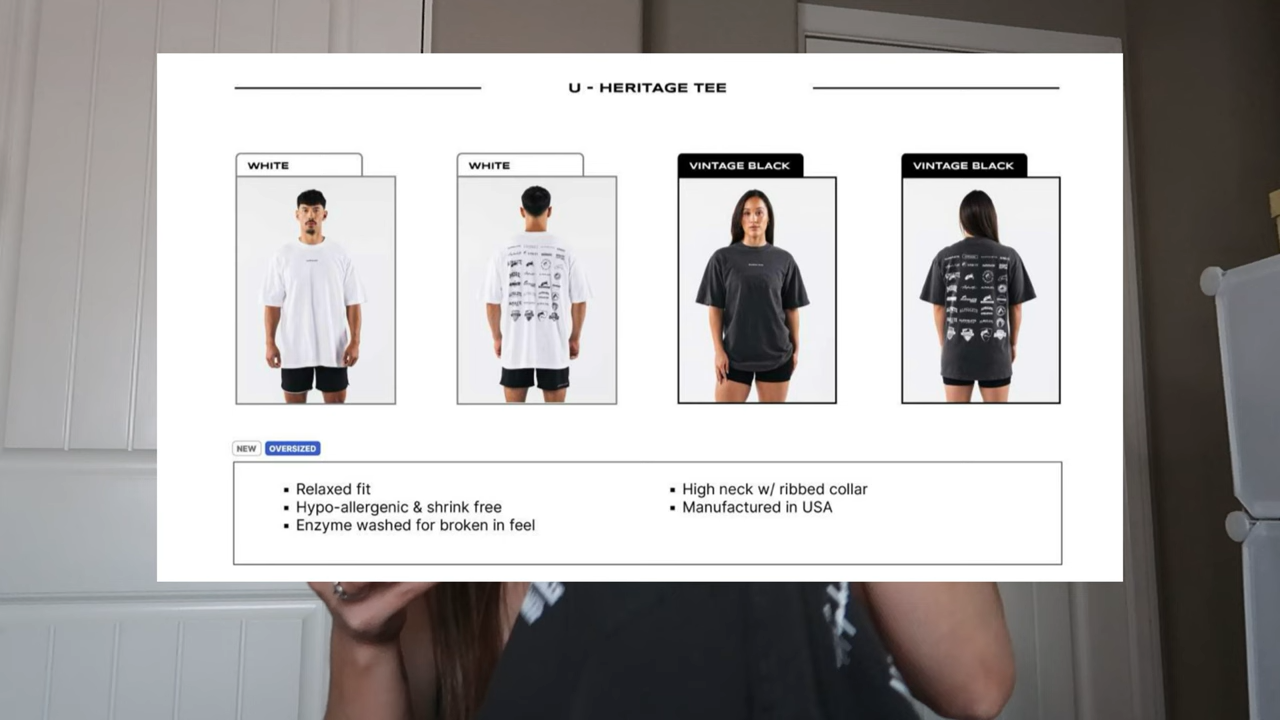 U - HERITAGE TEE
WHITE
WHITE
VINTAGE BLACK
VINTAGE BLACK
NEW
OVERSIZED
▪ Relaxed fit
▪ Hypo-allergenic & shrink free
▪ Enzyme washed for broken in feel
▪ High neck w/ ribbed collar
▪ Manufactured in USA